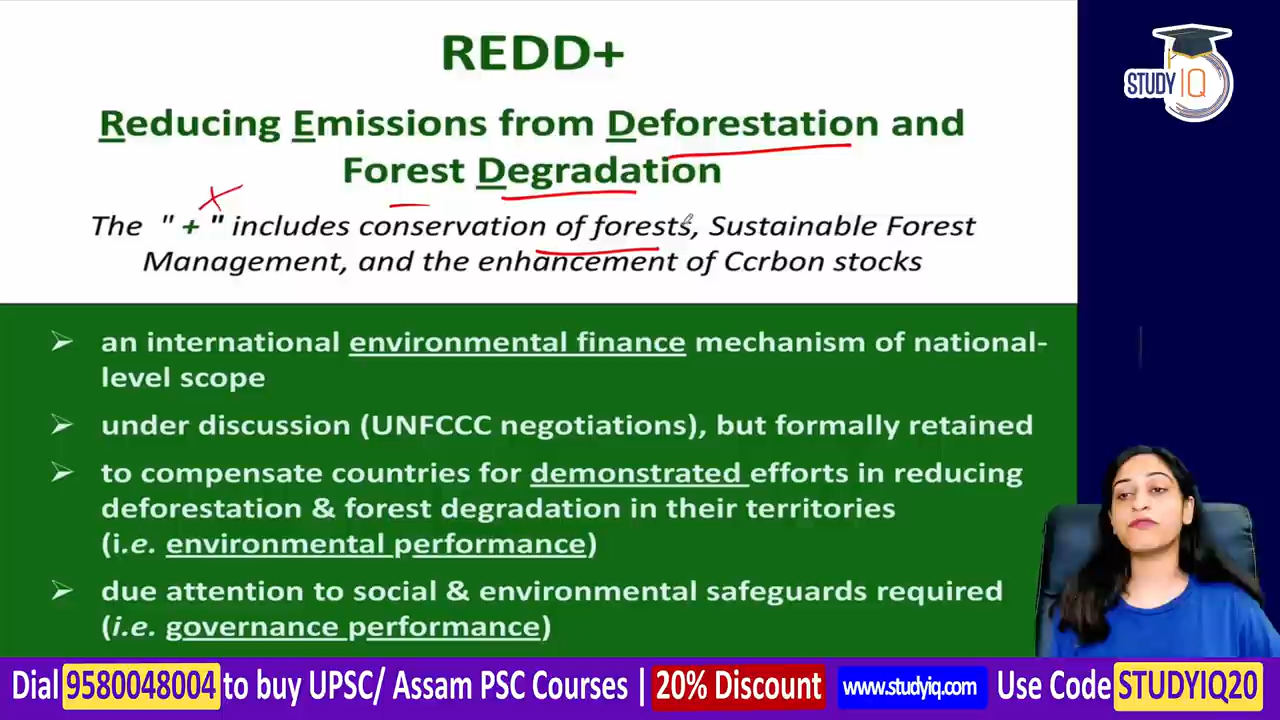 REDD+
Reducing Emissions from Deforestation and
Forest Degradation
The " + " includes conservation of forests, Sustainable Forest
Management, and the enhancement of Ccrbon stocks
an international environmental finance mechanism of national-
level scope
under discussion (UNFCCC negotiations), but formally retained
to compensate countries for demonstrated efforts in reducing
deforestation & forest degradation in their territories
(i.e. environmental performance)
due attention to social & environmental safeguards required
(i.e. governance performance)
STUDY IQ
Dial 9580048004 to buy UPSC/ Assam PSC Courses | 20% Discount www.studyiq.com Use Code STUDYIQ20